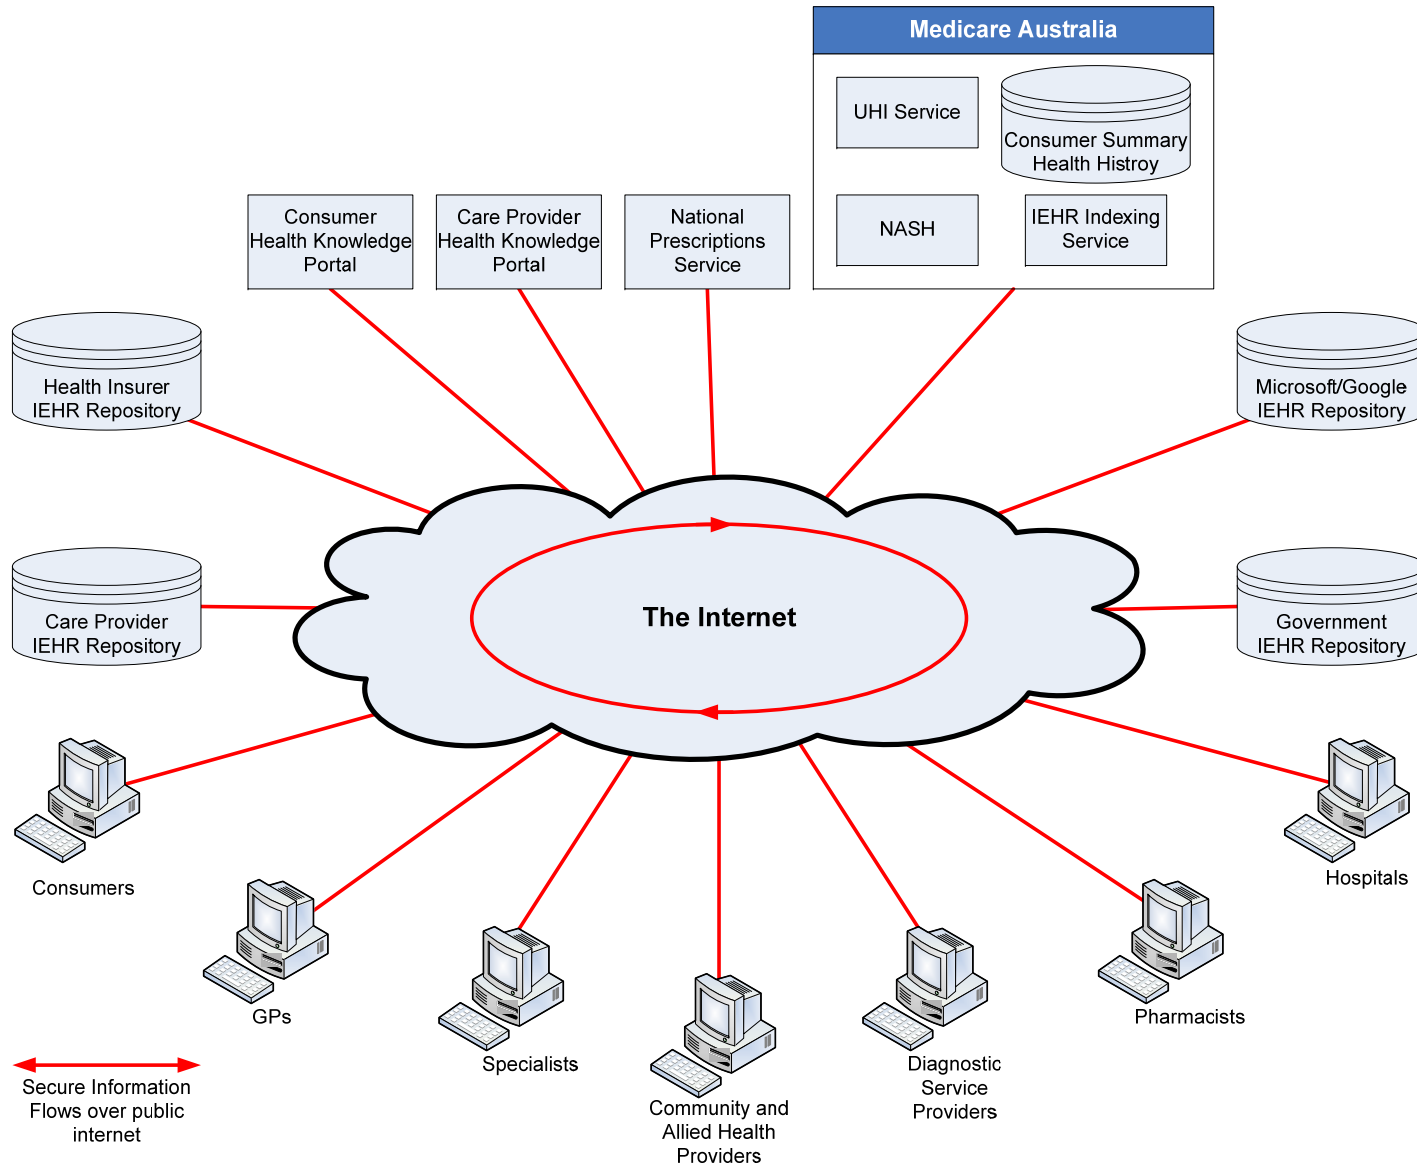 Medicare Australia
UHI Service
Consumer Summary
Health Histroy
NASH
IEHR Indexing
Service
Consumer
Health Knowledge
Portal
Care Provider
Health Knowledge
Portal
National
Prescriptions
Service
Health Insurer
IEHR Repository
Microsoft/Google
IEHR Repository
Care Provider
IEHR Repository
The Internet
Government
IEHR Repository
Consumers
Hospitals
GPs
Pharmacists
Specialists
Diagnostic
Service
Providers
Community and
Allied Health
Providers
Secure Information
Flows over public
internet